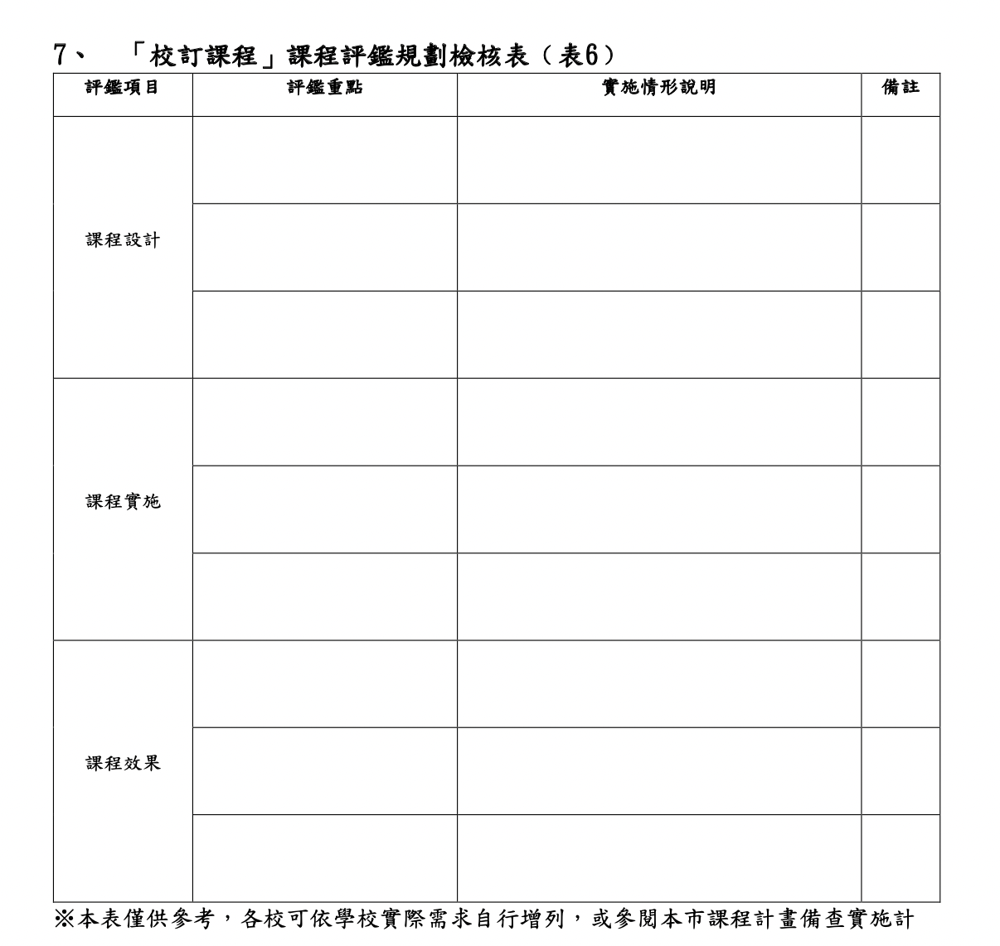 7、 「校訂課程」課程評鑑規劃檢核表（表6）
評鑑項目 評鑑重點 實施情形說明 備註
課程設計
課程實施
課程效果
※本表僅供參考，各校可依學校實際需求自行增列，或參閱本市課程計畫備查實施計